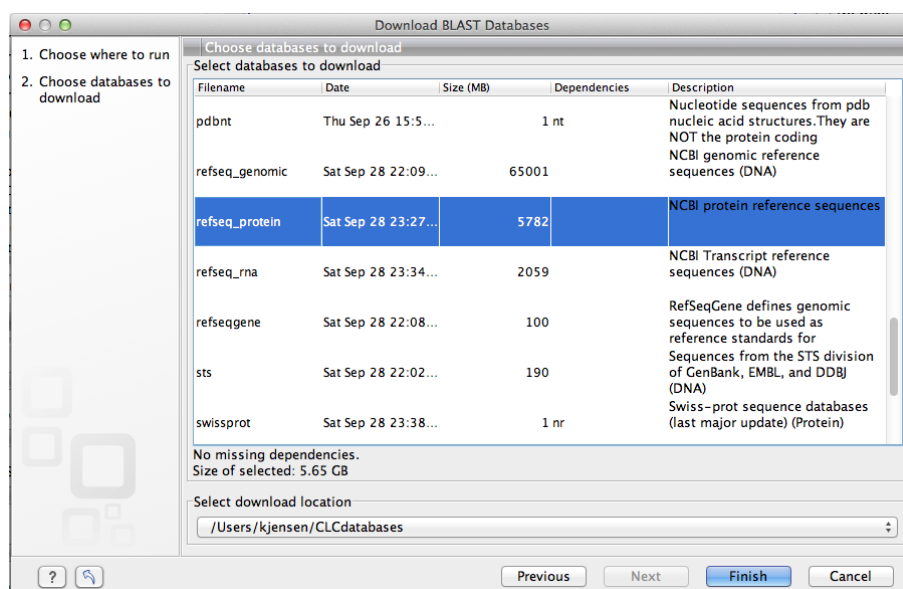 Download BLAST Databases
1. Choose where to run
2. Choose databases to
download
Choose databases to download
Select databases to download
Filename Date Size (MB) Dependencies Description
pdbnt Thu Sep 26 15:5... 1 nt Nucleotide sequences from pdb
nucleic acid structures.They are
NOT the protein coding
refseq_genomic Sat Sep 28 22:09... 65001 NCBI genomic reference
sequences (DNA)
refseq_protein Sat Sep 28 23:27... 5782 NCBI protein reference sequences
refseq_rna Sat Sep 28 23:34... 2059 NCBI Transcript reference
sequences (DNA)
refseqgene Sat Sep 28 22:08... 100 RefSeqGene defines genomic
sequences to be used as
reference standards for
sts Sat Sep 28 22:02... 190 Sequences from the STS division
of GenBank, EMBL, and DDBJ
(DNA)
swissprot Sat Sep 28 23:38... 1 nr Swiss-prot sequence databases
(last major update) (Protein)
No missing dependencies.
Size of selected: 5.65 GB
Select download location
/Users/kjensen/CLCdatabases
? Previous Next Finish Cancel